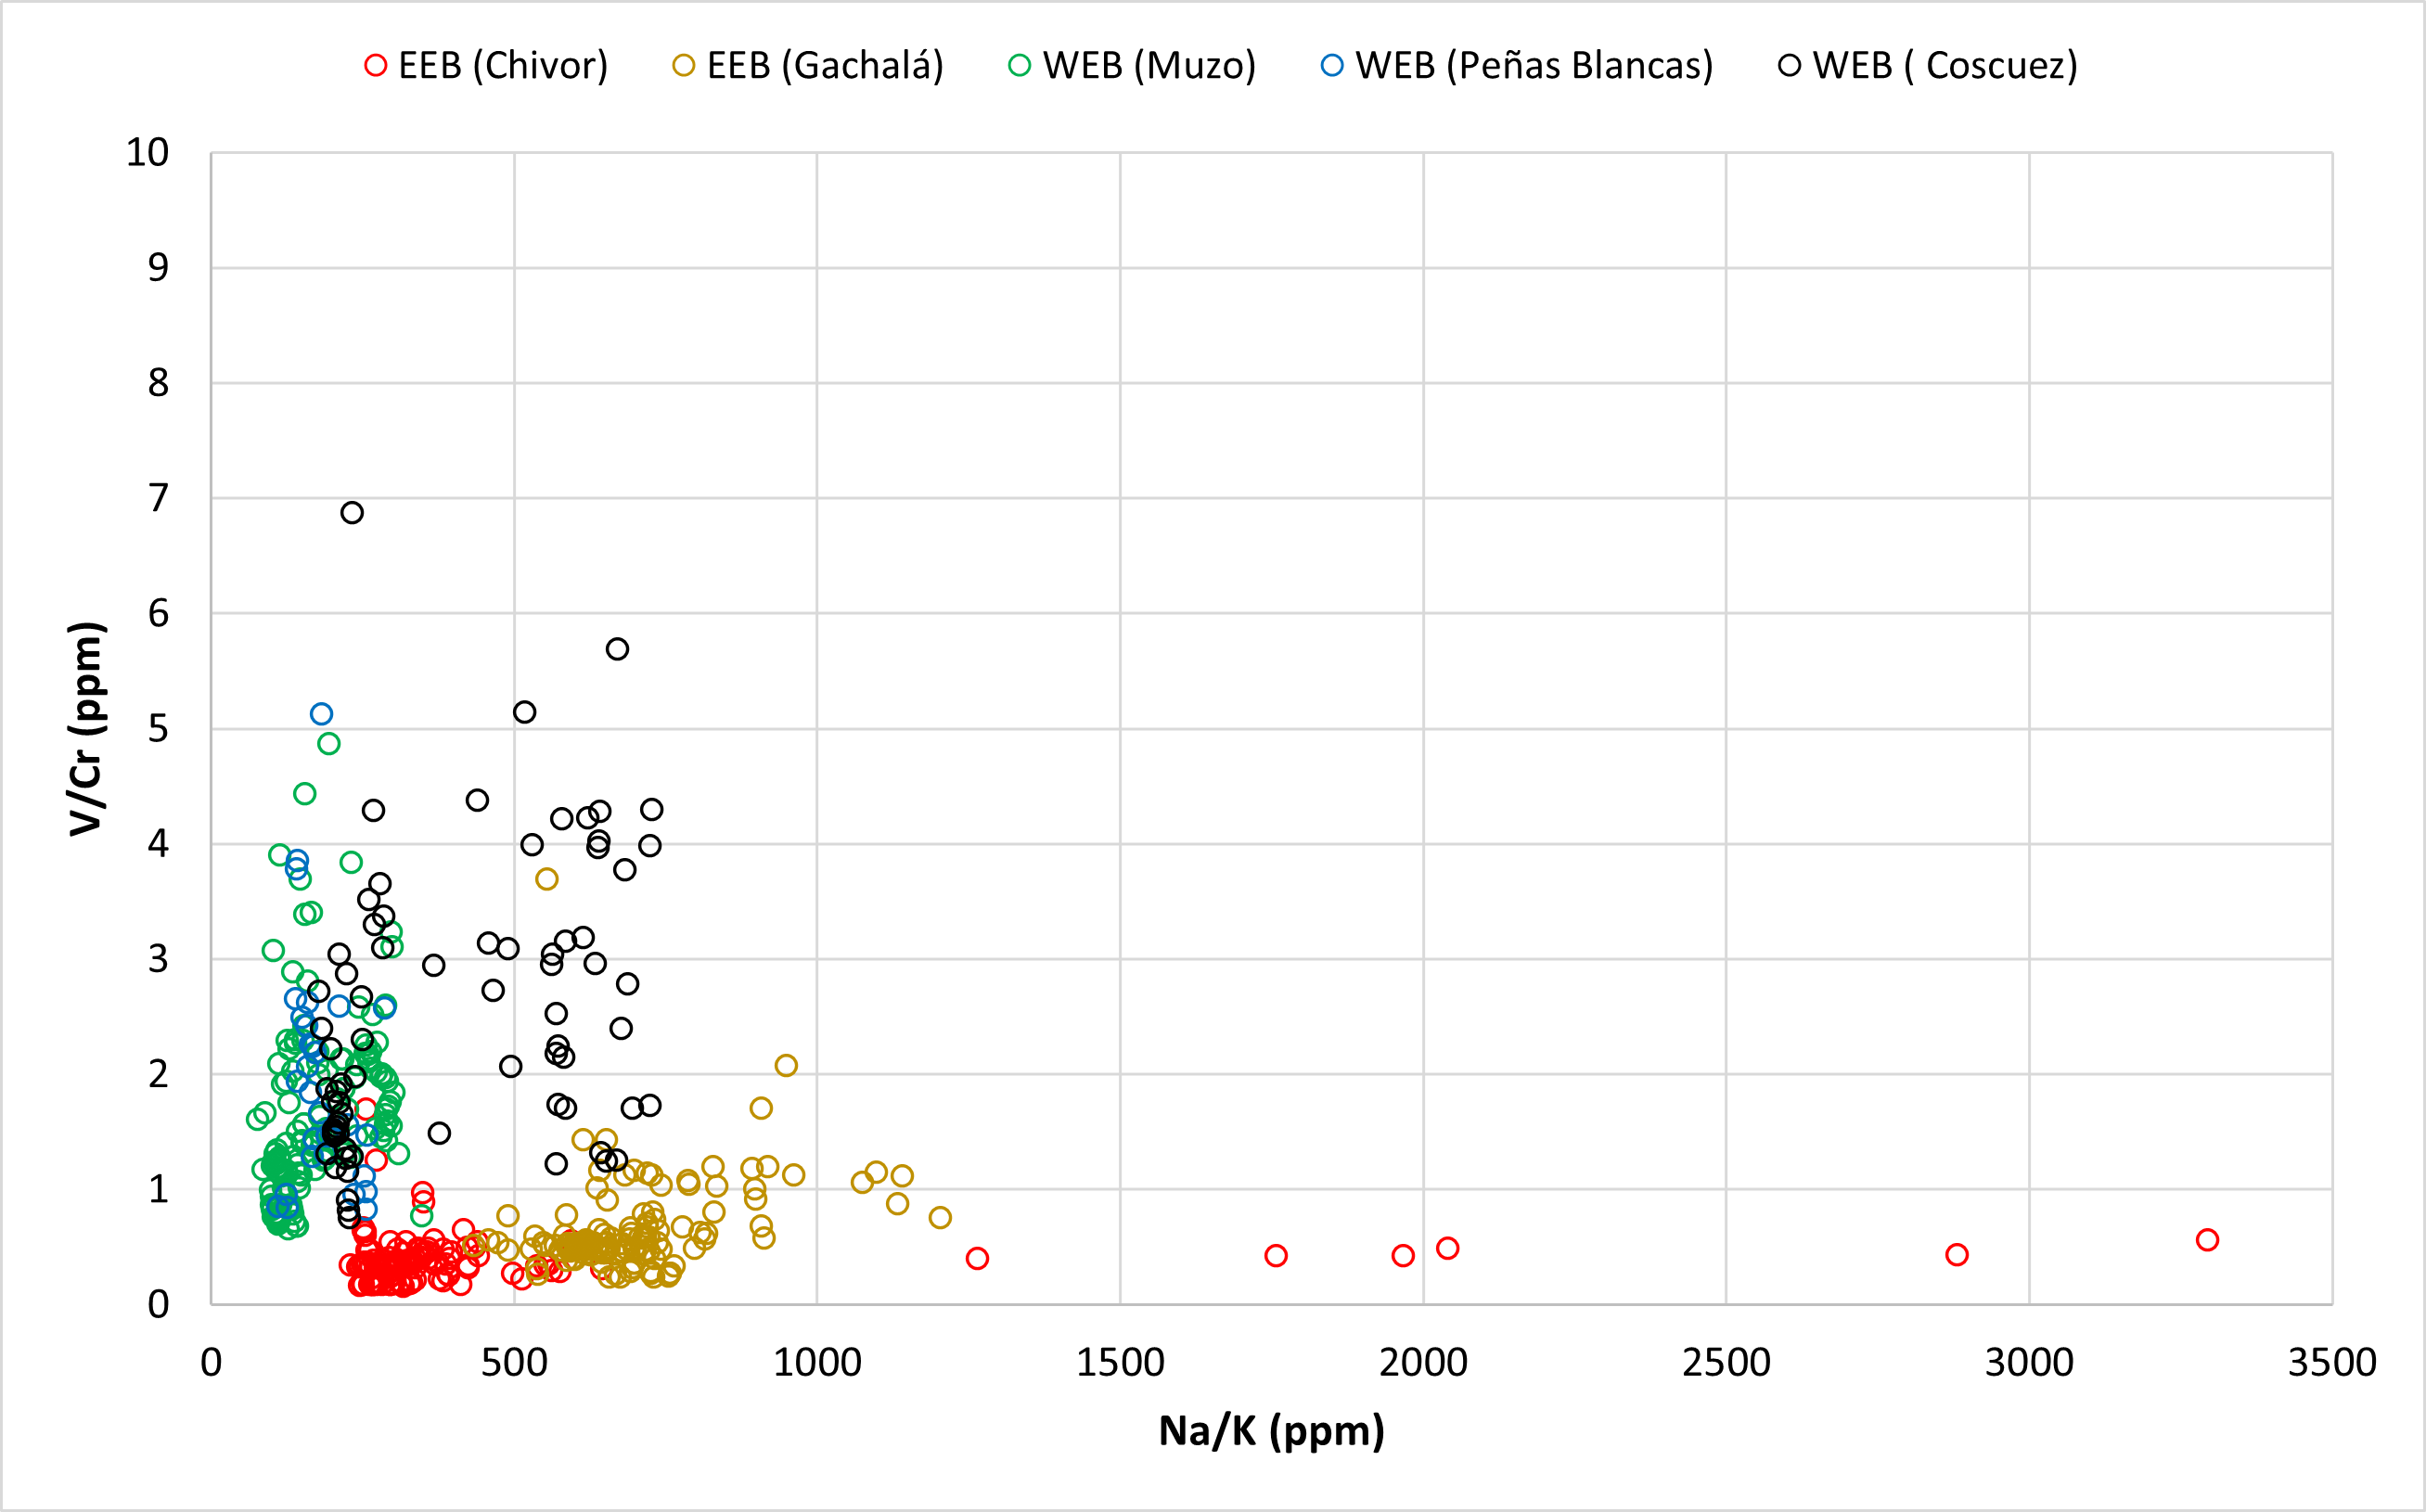 EEB (Chivor) EEB (Gachalá) WEB (Muzo) WEB (Peñas Blancas) WEB ( Coscuez)
10
9
8
7
6
5
4
3
2
1
0
V/Cr (ppm)
0 500 1000 1500 2000 2500 3000 3500
Na/K (ppm)